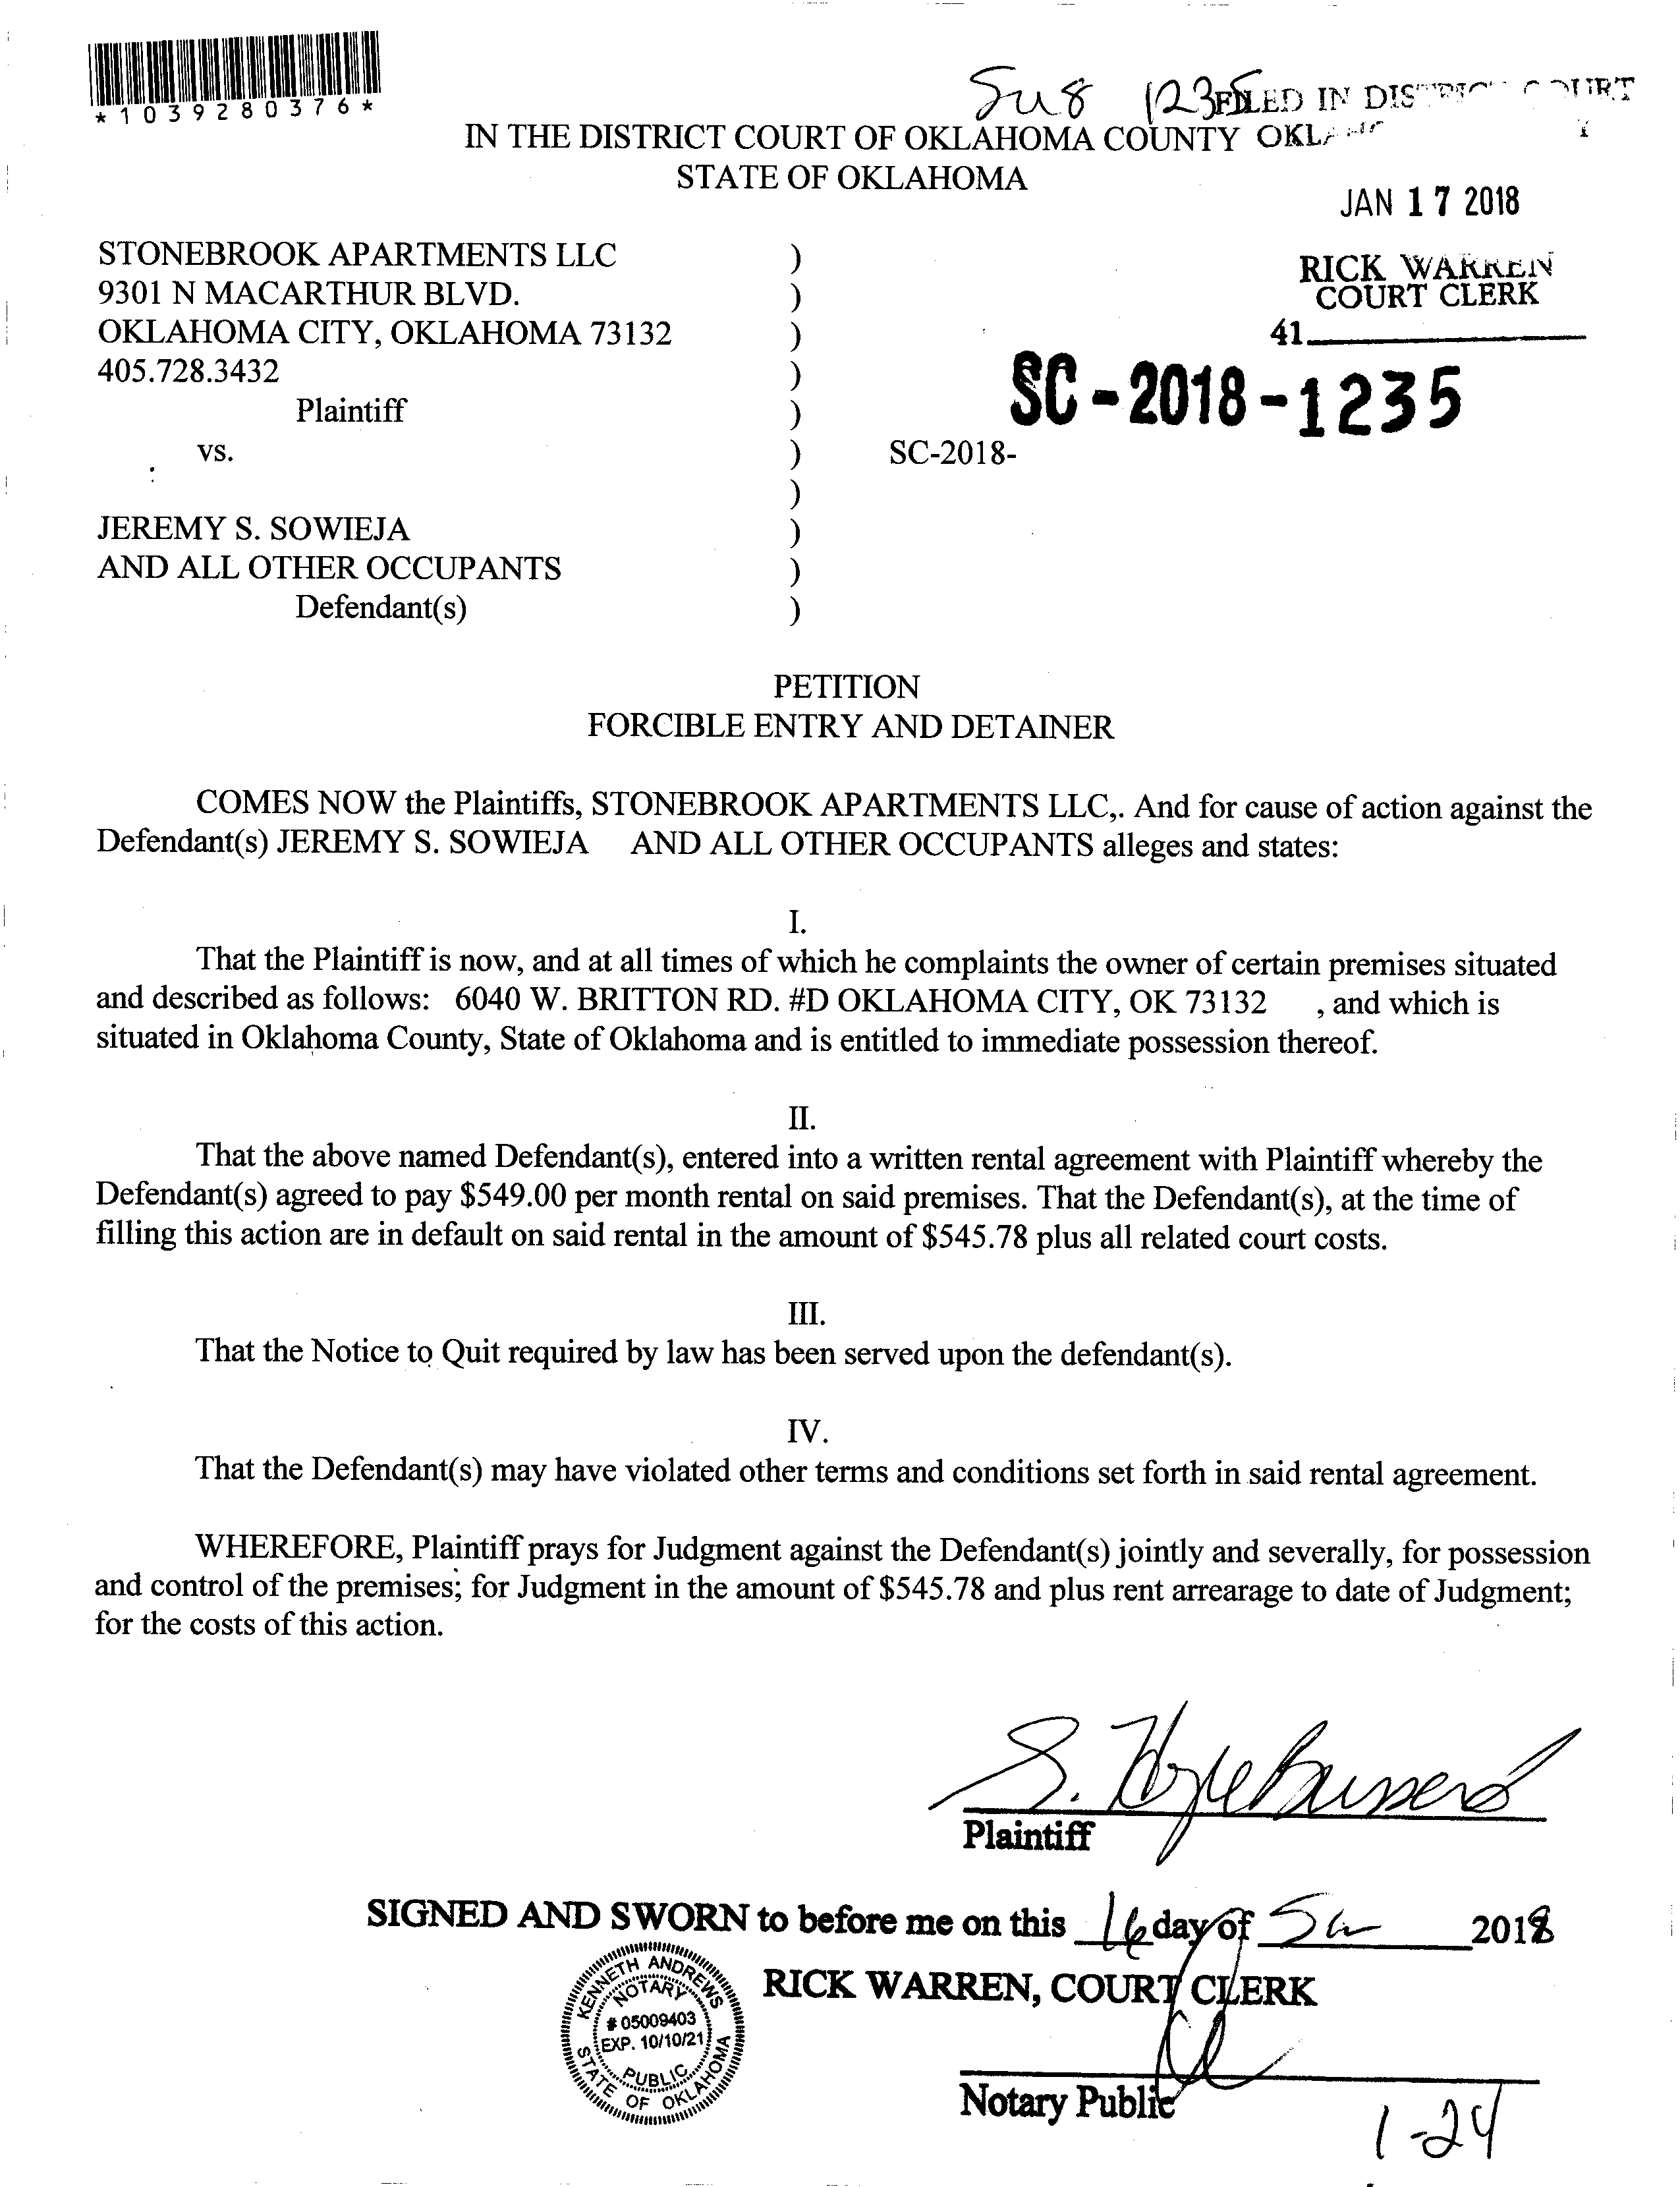 *1039280376*
FILED IN DISTRICT COURT
IN THE DISTRICT COURT OF OKLAHOMA COUNTY
STATE OF OKLAHOMA
JAN 17 2018
STONEBROOK APARTMENTS LLC )
9301 N MACARTHUR BLVD. )
OKLAHOMA CITY, OKLAHOMA 73132 )
405.728.3432 )
Plaintiff )
vs. ) SC-2018-
)
JEREMY S. SOWIEJA )
AND ALL OTHER OCCUPANTS )
Defendant(s) )
RICK WARREN
COURT CLERK
41
SC-2018-1235
PETITION
FORCIBLE ENTRY AND DETAINER
COMES NOW the Plaintiffs, STONEBROOK APARTMENTS LLC,. And for cause of action against the
Defendant(s) JEREMY S. SOWIEJA AND ALL OTHER OCCUPANTS alleges and states:
I.
That the Plaintiff is now, and at all times of which he complaints the owner of certain premises situated
and described as follows: 6040 W. BRITTON RD. #D OKLAHOMA CITY, OK 73132 , and which is
situated in Oklahoma County, State of Oklahoma and is entitled to immediate possession thereof.
II.
That the above named Defendant(s), entered into a written rental agreement with Plaintiff whereby the
Defendant(s) agreed to pay $549.00 per month rental on said premises. That the Defendant(s), at the time of
filling this action are in default on said rental in the amount of $545.78 plus all related court costs.
III.
That the Notice to Quit required by law has been served upon the defendant(s).
IV.
That the Defendant(s) may have violated other terms and conditions set forth in said rental agreement.
WHEREFORE, Plaintiff prays for Judgment against the Defendant(s) jointly and severally, for possession
and control of the premises; for Judgment in the amount of $545.78 and plus rent arrearage to date of Judgment;
for the costs of this action.
Plaintiff
SIGNED AND SWORN to before me on this 16 day of 2018
RICK WARREN, COURT CLERK
KENNETH ANDREWS
NOTARY
# 05009403
EXP. 10/10/21
PUBLIC
STATE OF OKLAHOMA
Notary Public
1-24